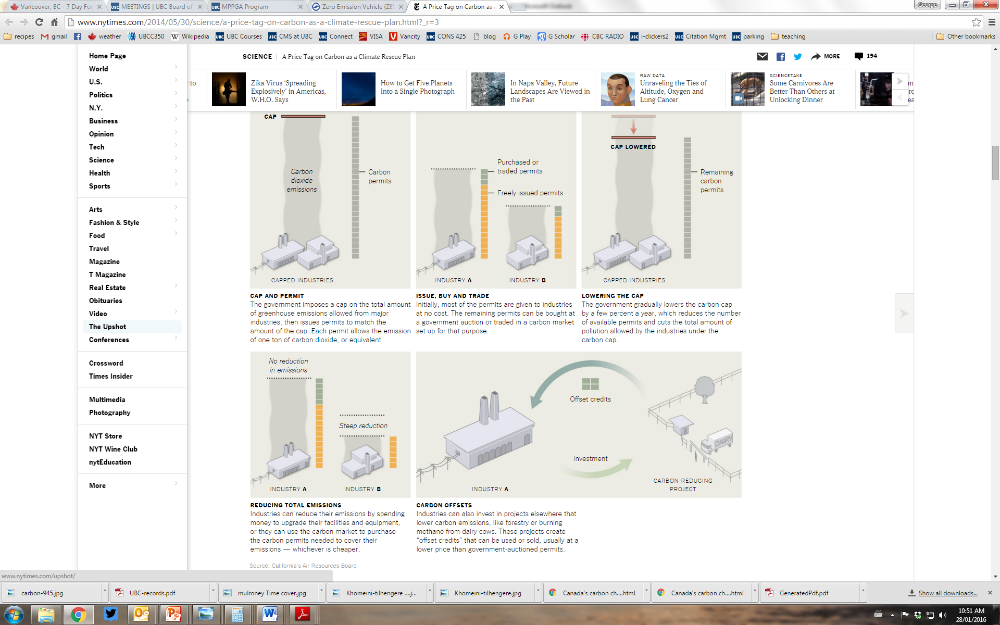 Vancouver, BC - 7 Day For
MEETINGS | UBC Board of
MPPGA Program
Zero Emission Vehicle (ZEV
A Price Tag on Carbon as
Microsoft Outlook
George
www.nytimes.com/2014/05/30/science/a-price-tag-on-carbon-as-a-climate-rescue-plan.html?_r=3
recipes
gmail
weather
UBCC350
Wikipedia
UBC Courses
CMS at UBC
Connect
VISA
Vancity
CONS 425
blog
G Play
G Scholar
CBC RADIO
i-clickers2
Citation Mgmt
parking
teaching
Other bookmarks
Home Page
World
U.S.
Politics
N.Y.
Business
Opinion
Tech
Science
Health
Sports
Arts
Fashion & Style
Food
Travel
Magazine
T Magazine
Real Estate
Obituaries
Video
The Upshot
Conferences
Crossword
Times Insider
Multimedia
Photography
NYT Store
NYT Wine Club
nytEducation
More
SCIENCE
A Price Tag on Carbon as a Climate Rescue Plan
MORE
194
Zika Virus ‘Spreading
Explosively’ in Americas,
W.H.O. Says
How to Get Five Planets
Into a Single Photograph
In Napa Valley, Future
Landscapes Are Viewed in
the Past
RAW DATA
Unraveling the Ties of
Altitude, Oxygen and
Lung Cancer
SCIENCETAKE
Some Carnivores Are
Better Than Others at
Unlocking Dinner
CAP
Carbon
dioxide
emissions
Carbon
permits
CAPPED INDUSTRIES
Purchased or
traded permits
Freely issued permits
INDUSTRY A
INDUSTRY B
CAP LOWERED
Remaining
carbon
permits
CAPPED INDUSTRIES
CAP AND PERMIT
The government imposes a cap on the total amount
of greenhouse emissions allowed from major
industries, then issues permits to match the
amount of the cap. Each permit allows the emission
of one ton of carbon dioxide, or equivalent.
ISSUE, BUY AND TRADE
Initially, most of the permits are given to industries
at no cost. The remaining permits can be bought at
a government auction or traded in a carbon market
set up for that purpose.
LOWERING THE CAP
The government gradually lowers the carbon cap
by a few percent a year, which reduces the number
of available permits and cuts the total amount of
pollution allowed by the industries under the
carbon cap.
No reduction
in emissions
Steep reduction
INDUSTRY A
INDUSTRY B
Offset credits
Investment
DAIRY
INDUSTRY A
CARBON-REDUCING
PROJECT
REDUCING TOTAL EMISSIONS
Industries can reduce their emissions by spending
money to upgrade their facilities and equipment,
or they can use the carbon market to purchase
the carbon permits needed to cover their
emissions — whichever is cheaper.
CARBON OFFSETS
Industries can also invest in projects elsewhere that
lower carbon emissions, like forestry or burning
methane from dairy cows. These projects create
“offset credits” that can be used or sold, usually at a
lower price than government-auctioned permits.
Source: California’s Air Resources Board
www.nytimes.com/upshot/
carbon-945.jpg
UBC-records.pdf
mulroney Time cover.jpg
Khomeini-tilhengere ....j...
Khomeini-tilhengere.jpg
Canada's carbon ch....html
Canada's carbon ch....html
GeneratedPdf.pdf
Show all downloads...
10:51 AM
28/01/2016